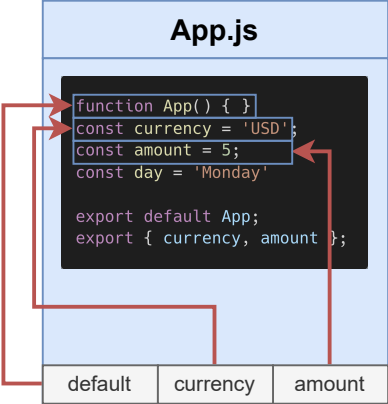 App.js
function App() { }
const currency = 'USD';
const amount = 5;
const day = 'Monday'
export default App;
export { currency, amount };
default currency amount